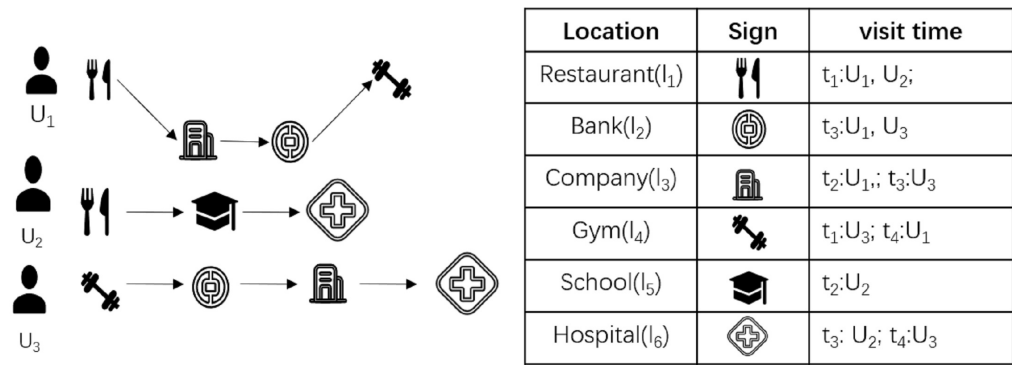 U₁
U₂
U₃
Location Sign visit time
Restaurant(l₁) t₁:U₁, U₂;
Bank(l₂) t₃:U₁, U₃
Company(l₃) t₂:U₁,; t₃:U₃
Gym(l₄) t₁:U₃; t₄:U₁
School(l₅) t₂:U₂
Hospital(l₆) t₃: U₂; t₄:U₃